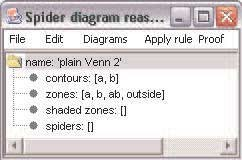 Spider diagram reas...
File Edit Diagrams Apply rule Proof
name: 'plain Venn 2'
contours: [a, b]
zones: [a, b, ab, outside]
shaded zones: []
spiders: []